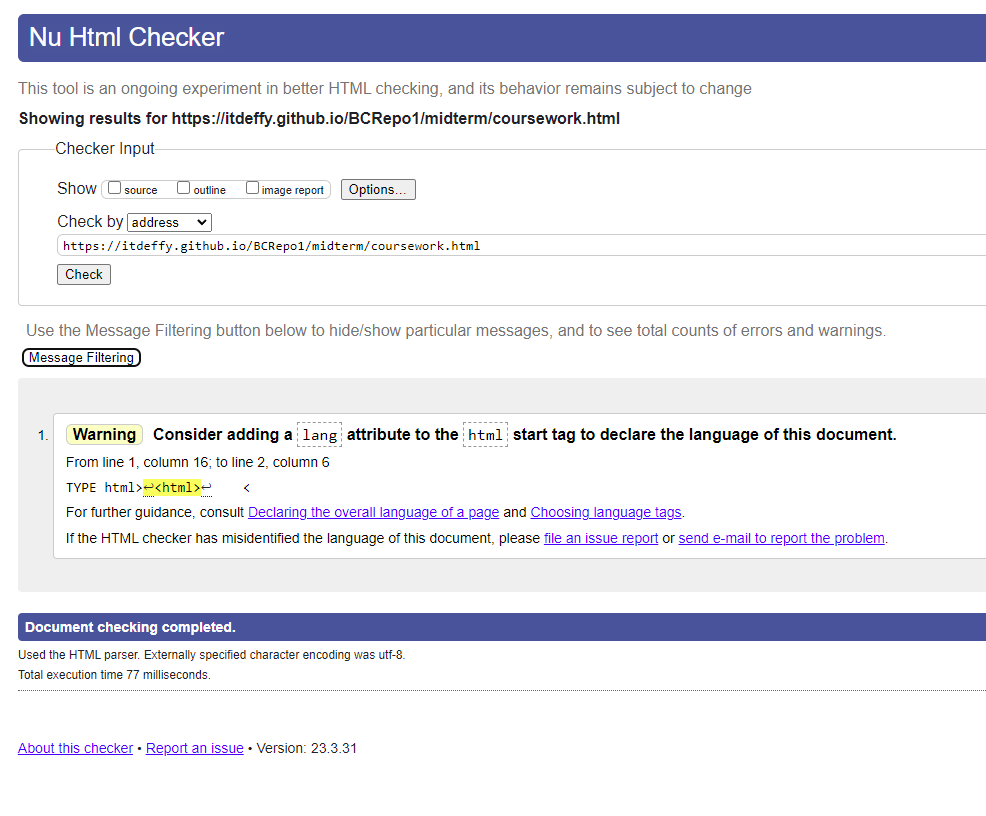 Nu Html Checker
This tool is an ongoing experiment in better HTML checking, and its behavior remains subject to change
Showing results for https://itdeffy.github.io/BCRepo1/midterm/coursework.html
Checker Input
Show source outline image report Options...
Check by address
https://itdeffy.github.io/BCRepo1/midterm/coursework.html
Check
Use the Message Filtering button below to hide/show particular messages, and to see total counts of errors and warnings.
Message Filtering
1. Warning Consider adding a lang attribute to the html start tag to declare the language of this document.
From line 1, column 16; to line 2, column 6
TYPE html>↩<html>↩    <
For further guidance, consult Declaring the overall language of a page and Choosing language tags.
If the HTML checker has misidentified the language of this document, please file an issue report or send e-mail to report the problem.
Document checking completed.
Used the HTML parser. Externally specified character encoding was utf-8.
Total execution time 77 milliseconds.
About this checker • Report an issue • Version: 23.3.31